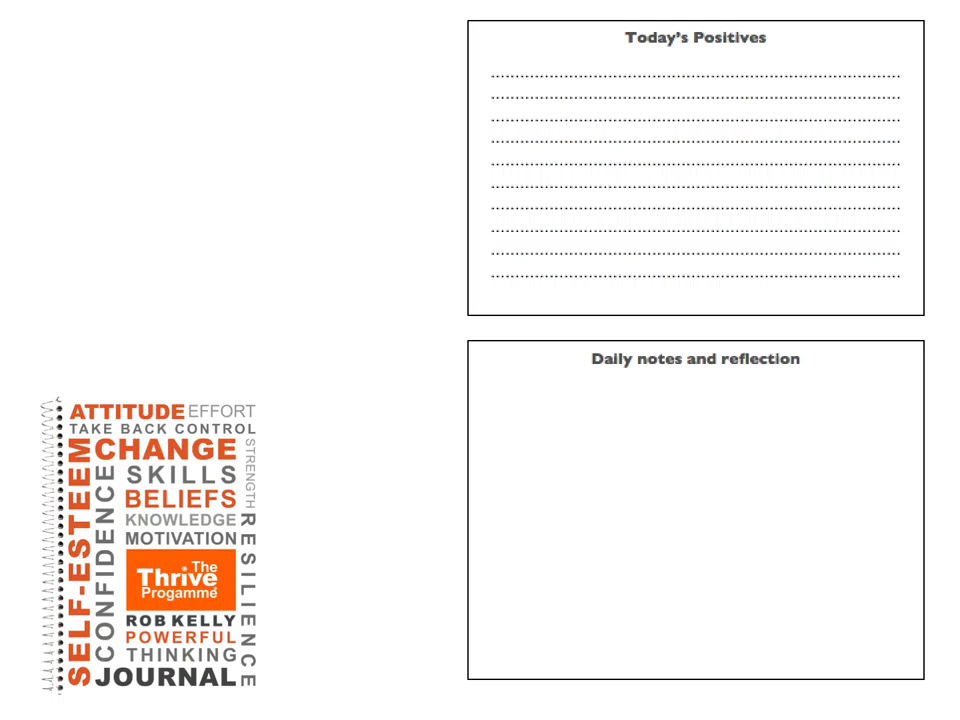 Today's Positives
Daily notes and reflection
ATTITUDE EFFORT
TAKE BACK CONTROL
CHANGE
SKILLS
BELIEFS
KNOWLEDGE
MOTIVATION
The
Thrive
Progamme
ROB KELLY
POWERFUL
THINKING
JOURNAL
SELF-ESTEEM
CONFIDENCE
STRENGTH
RESILIENCE